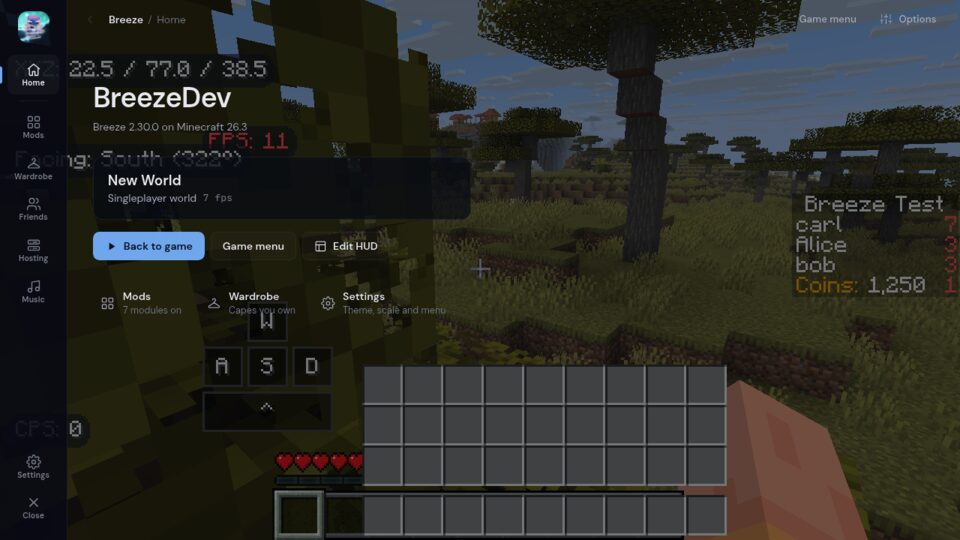 Breeze / Home
Game menu
Options
Home
Mods
Wardrobe
Friends
Hosting
Music
Settings
Close
22.5 / 77.0 / 38.5
BreezeDev
Breeze 2.30.0 on Minecraft 26.3
FPS: 11
Facing: South (322°)
New World
Singleplayer world 7 fps
Back to game
Game menu
Edit HUD
Mods
7 modules on
Wardrobe
Capes you own
Settings
Theme, scale and menu
W
A
S
D
^
CPS: 0
Breeze Test
carl 7
Alice 3
bob 3
Coins: 1,250 1